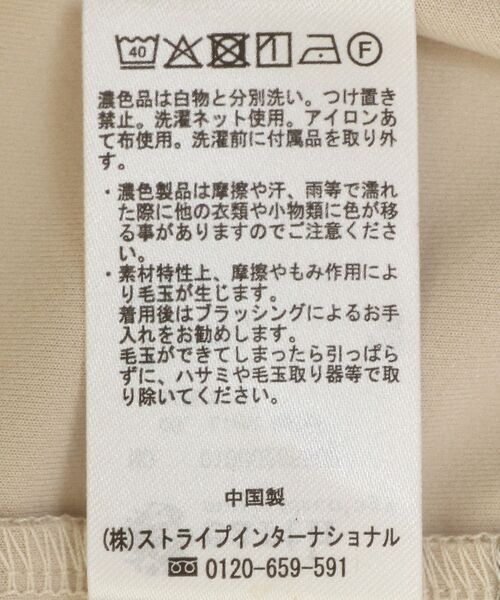 40 F
濃色品は白物と分別洗い。つけ置き
禁止。洗濯ネット使用。アイロンあ
て布使用。洗濯前に付属品を取り外
す。
・濃色製品は摩擦や汗、雨等で濡れ
た際に他の衣類や小物類に色が移
る事がありますのでご注意くださ
い。
・素材特性上、摩擦やもみ作用によ
り毛玉が生じます。
着用後はブラッシングによるお手
入れをお勧めします。
毛玉ができてしまったら引っぱら
ずに、ハサミや毛玉取り器等で取
り除いてください。
中国製
(株)ストライプインターナショナル
0120-659-591